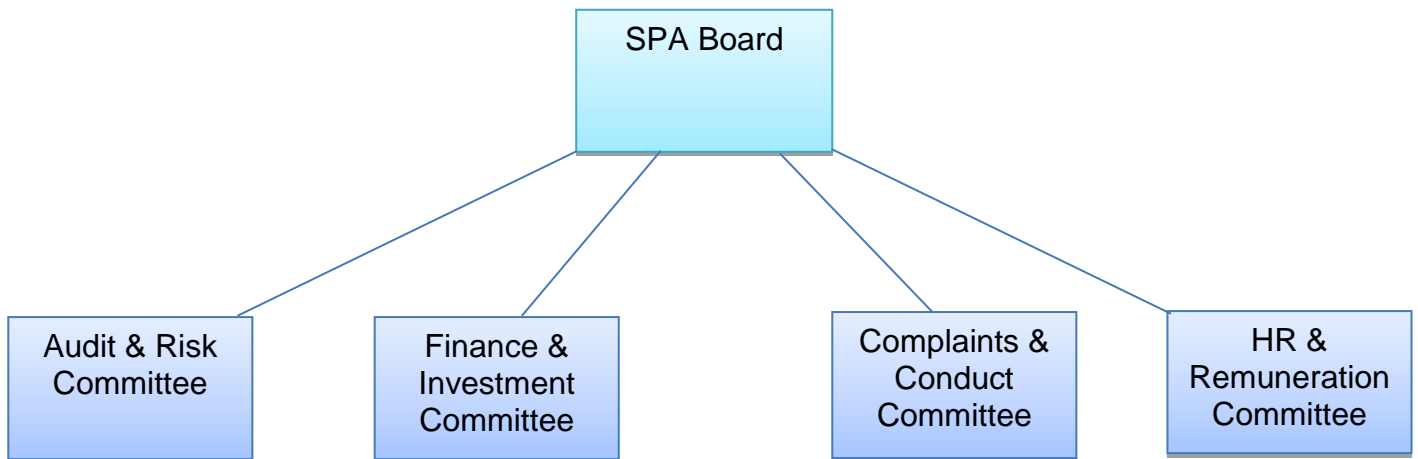 SPA Board
Audit & Risk
Committee
Finance &
Investment
Committee
Complaints &
Conduct
Committee
HR &
Remuneration
Committee